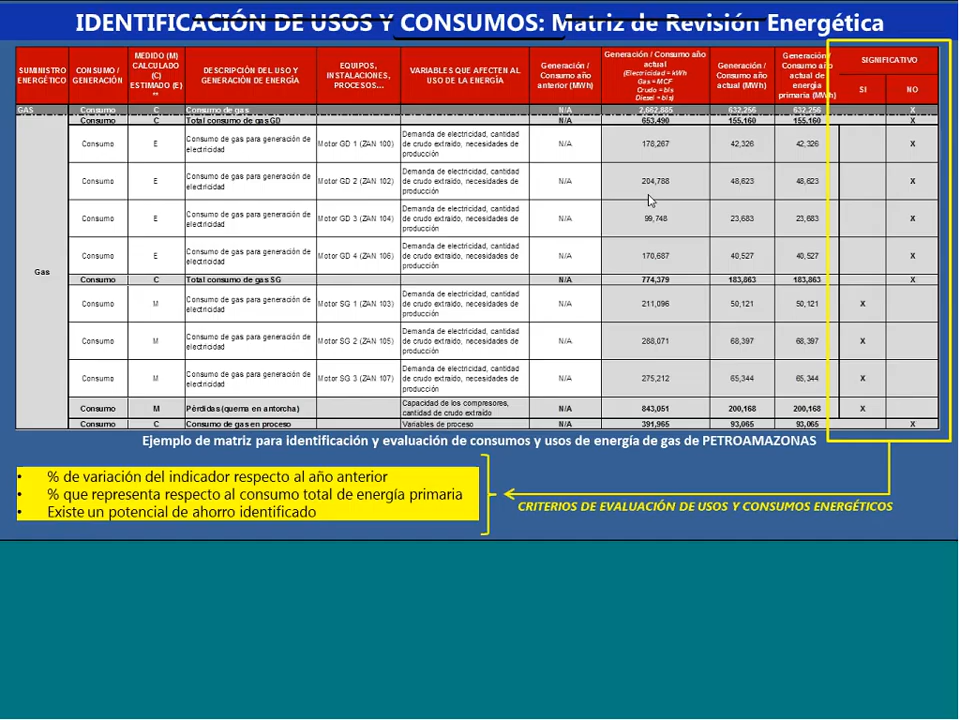 IDENTIFICACIÓN DE USOS Y CONSUMOS: Matriz de Revisión Energética
SUMINISTRO ENERGÉTICO | CONSUMO / GENERACIÓN | MEDIDO (M) CALCULADO (C) ESTIMADO (E) ** | DESCRIPCIÓN DEL USO Y GENERACIÓN DE ENERGÍA | EQUIPOS, INSTALACIONES, PROCESOS... | VARIABLES QUE AFECTEN AL USO DE LA ENERGÍA | Generación / Consumo año anterior (MWh) | Generación / Consumo año actual (Electricidad = kWh Gas = MCF Crudo = bls Diesel = bls) | Generación / Consumo año actual (MWh) | Generación / Consumo año actual de energía primaria (MWh) | SIGNIFICATIVO SI NO
GAS | Consumo | C | Consumo de gas | N/A | 2,662,885 | 632,256 | 632,256 | X
Gas
Consumo | C | Total consumo de gas GD | N/A | 653,490 | 155,160 | 155,160 | X
Consumo | E | Consumo de gas para generación de electricidad | Motor GD 1 (ZAN 100) | Demanda de electricidad, cantidad de crudo extraído, necesidades de producción | N/A | 178,267 | 42,326 | 42,326 | X
Consumo | E | Consumo de gas para generación de electricidad | Motor GD 2 (ZAN 102) | Demanda de electricidad, cantidad de crudo extraído, necesidades de producción | N/A | 204,788 | 48,623 | 48,623 | X
Consumo | E | Consumo de gas para generación de electricidad | Motor GD 3 (ZAN 104) | Demanda de electricidad, cantidad de crudo extraído, necesidades de producción | N/A | 99,748 | 23,683 | 23,683 | X
Consumo | E | Consumo de gas para generación de electricidad | Motor GD 4 (ZAN 106) | Demanda de electricidad, cantidad de crudo extraído, necesidades de producción | N/A | 170,687 | 40,527 | 40,527 | X
Consumo | C | Total consumo de gas SG | N/A | 774,379 | 183,863 | 183,863 | X
Consumo | M | Consumo de gas para generación de electricidad | Motor SG 1 (ZAN 103) | Demanda de electricidad, cantidad de crudo extraído, necesidades de producción | N/A | 211,096 | 50,121 | 50,121 | X
Consumo | M | Consumo de gas para generación de electricidad | Motor SG 2 (ZAN 105) | Demanda de electricidad, cantidad de crudo extraído, necesidades de producción | N/A | 288,071 | 68,397 | 68,397 | X
Consumo | M | Consumo de gas para generación de electricidad | Motor SG 3 (ZAN 107) | Demanda de electricidad, cantidad de crudo extraído, necesidades de producción | N/A | 275,212 | 65,344 | 65,344 | X
Consumo | M | Pérdidas (quema en antorcha) | Capacidad de los compresores, cantidad de crudo extraído | N/A | 843,051 | 200,168 | 200,168 | X
Consumo | C | Consumo de gas en proceso | Variables de proceso | N/A | 391,965 | 93,065 | 93,065 | X
Ejemplo de matriz para identificación y evaluación de consumos y usos de energía de gas de PETROAMAZONAS
• % de variación del indicador respecto al año anterior
• % que representa respecto al consumo total de energía primaria
• Existe un potencial de ahorro identificado
CRITERIOS DE EVALUACIÓN DE USOS Y CONSUMOS ENERGÉTICOS